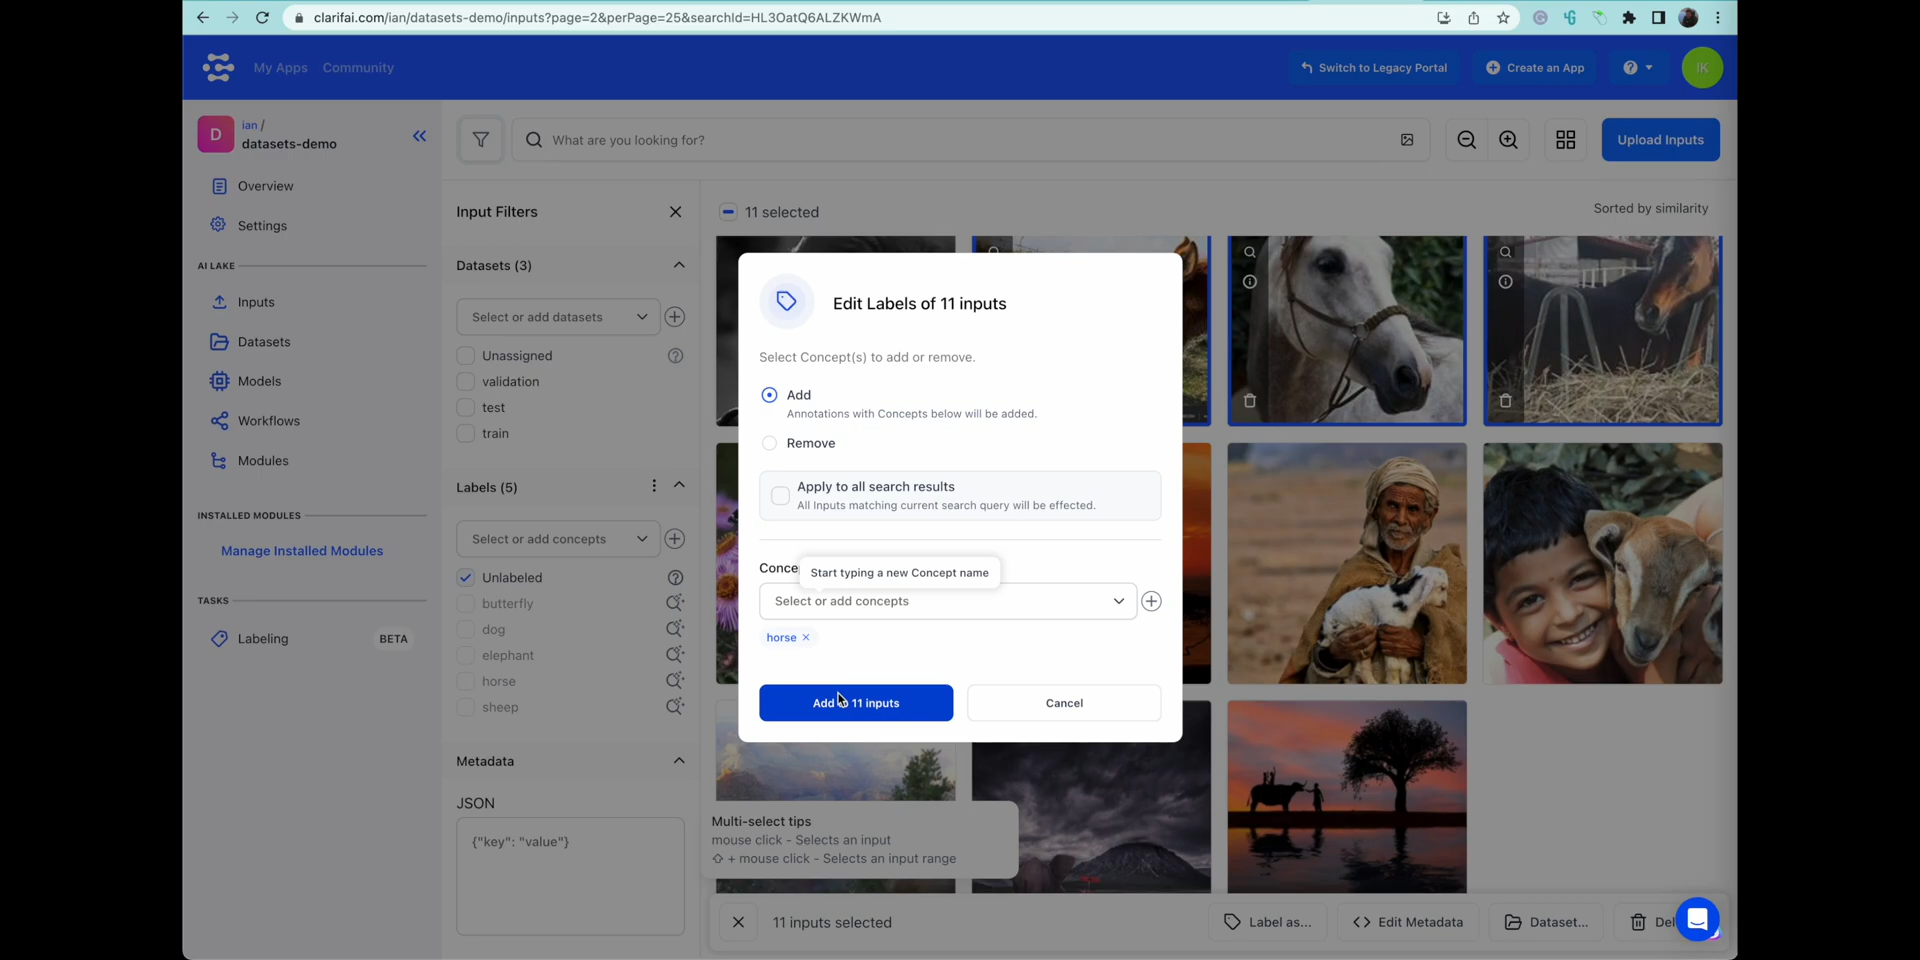 clarifai.com/ian/datasets-demo/inputs?page=2&perPage=25&searchId=HL3OatQ6ALZKWmA
My Apps
Community
Switch to Legacy Portal
Create an App
IK
D
ian /
datasets-demo
Overview
Settings
AI LAKE
Inputs
Datasets
Models
Workflows
Modules
INSTALLED MODULES
Manage Installed Modules
TASKS
Labeling
BETA
What are you looking for?
Upload Inputs
Input Filters
Datasets (3)
Select or add datasets
Unassigned
validation
test
train
Labels (5)
Select or add concepts
Unlabeled
butterfly
dog
elephant
horse
sheep
Metadata
JSON
{"key": "value"}
11 selected
Sorted by similarity
Edit Labels of 11 inputs
Select Concept(s) to add or remove.
Add
Annotations with Concepts below will be added.
Remove
Apply to all search results
All Inputs matching current search query will be effected.
Start typing a new Concept name
Select or add concepts
horse ×
Add 11 inputs
Cancel
Multi-select tips
mouse click - Selects an input
⇧ + mouse click - Selects an input range
11 inputs selected
Label as...
Edit Metadata
Dataset...